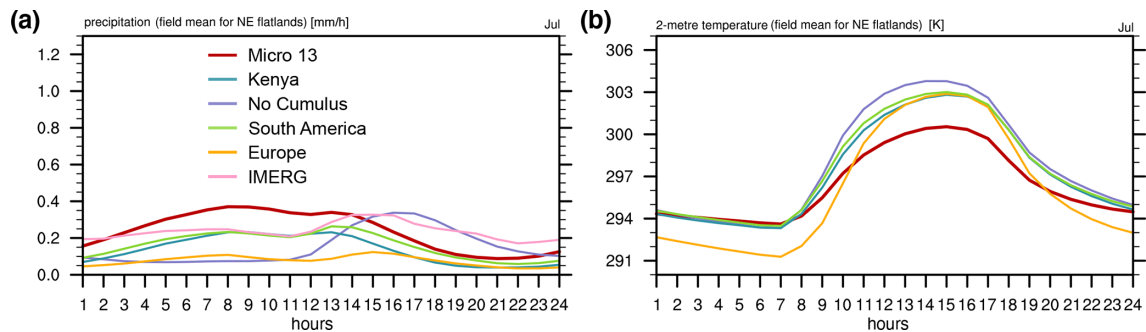 (a) precipitation (field mean for NE flatlands) [mm/h] Jul
1.2
1.0
0.8
0.6
0.4
0.2
0.0
Micro 13
Kenya
No Cumulus
South America
Europe
IMERG
1 2 3 4 5 6 7 8 9 10 11 12 13 14 15 16 17 18 19 20 21 22 23 24
hours
(b) 2-metre temperature (field mean for NE flatlands) [K] Jul
306
303
300
297
294
291
1 2 3 4 5 6 7 8 9 10 11 12 13 14 15 16 17 18 19 20 21 22 23 24
hours